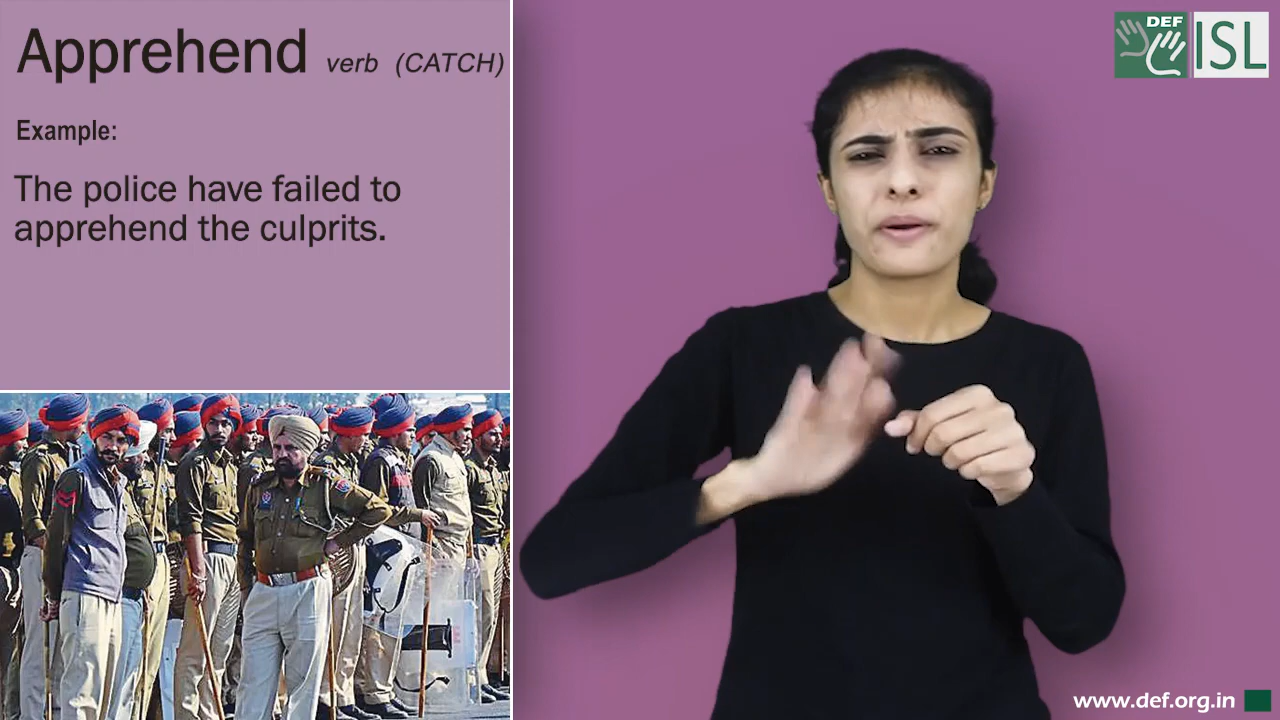 Apprehend verb (CATCH)
Example:
The police have failed to
apprehend the culprits.
DEF
ISL
www.def.org.in